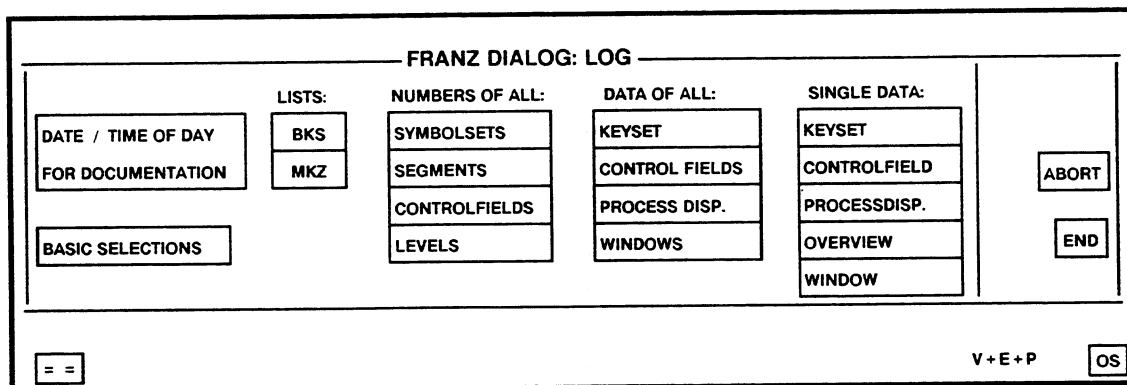 FRANZ DIALOG: LOG
LISTS: NUMBERS OF ALL: DATA OF ALL: SINGLE DATA:
DATE / TIME OF DAY
FOR DOCUMENTATION
BASIC SELECTIONS
BKS
MKZ
SYMBOLSETS
SEGMENTS
CONTROLFIELDS
LEVELS
KEYSET
CONTROL FIELDS
PROCESS DISP.
WINDOWS
KEYSET
CONTROLFIELD
PROCESSDISP.
OVERVIEW
WINDOW
ABORT
END
= = V+E+P OS